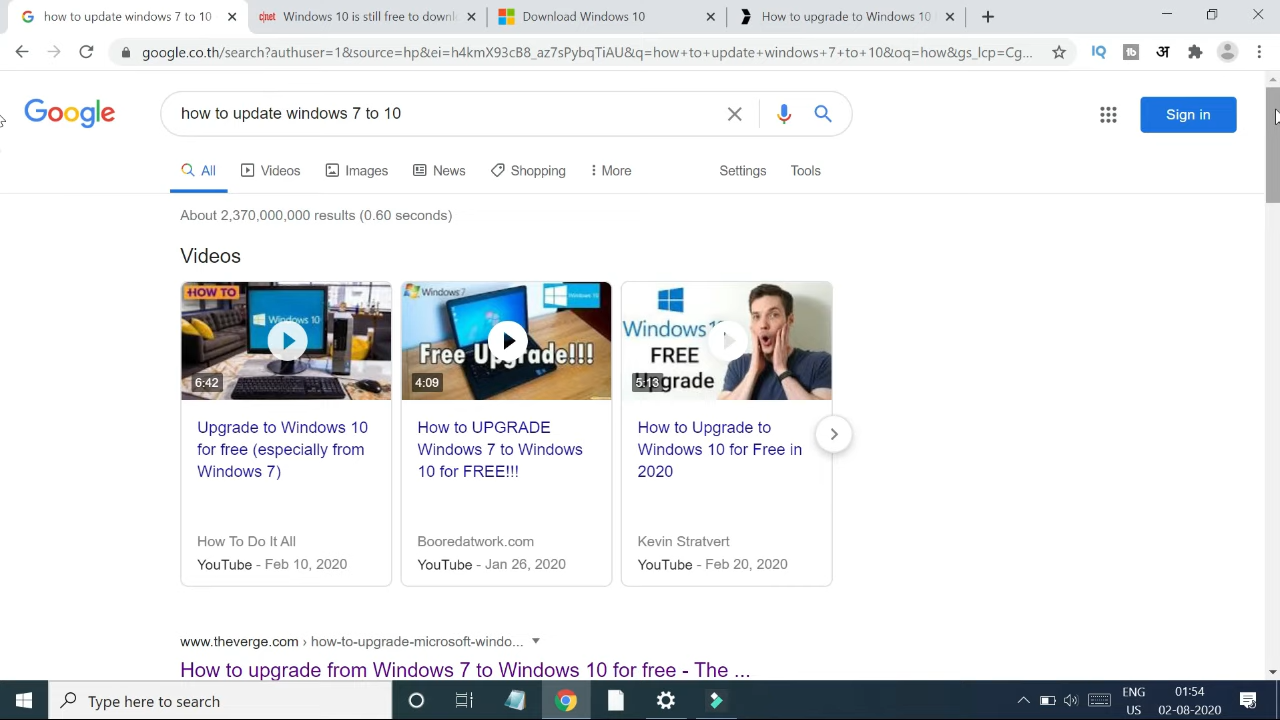 how to update windows 7 to 10
c|net Windows 10 is still free to downl
Download Windows 10
How to upgrade to Windows 10
google.co.th/search?authuser=1&source=hp&ei=h4kmX93cB8_az7sPybqTiAU&q=how+to+update+windows+7+to+10&oq=how&gs_lcp=Cg...
IQ
tb
अ
Google
how to update windows 7 to 10
Sign in
All
Videos
Images
News
Shopping
More
Settings
Tools
About 2,370,000,000 results (0.60 seconds)
Videos
HOW TO
Windows 10
6:42
Upgrade to Windows 10
for free (especially from
Windows 7)
How To Do It All
YouTube - Feb 10, 2020
Windows 7
Free Upgrade!!!
4:09
How to UPGRADE
Windows 7 to Windows
10 for FREE!!!
Booredatwork.com
YouTube - Jan 26, 2020
Windows 10
FREE
Upgrade
5:13
How to Upgrade to
Windows 10 for Free in
2020
Kevin Stratvert
YouTube - Feb 20, 2020
www.theverge.com › how-to-upgrade-microsoft-windo...
How to upgrade from Windows 7 to Windows 10 for free - The ...
Type here to search
ENG
US
01:54
02-08-2020